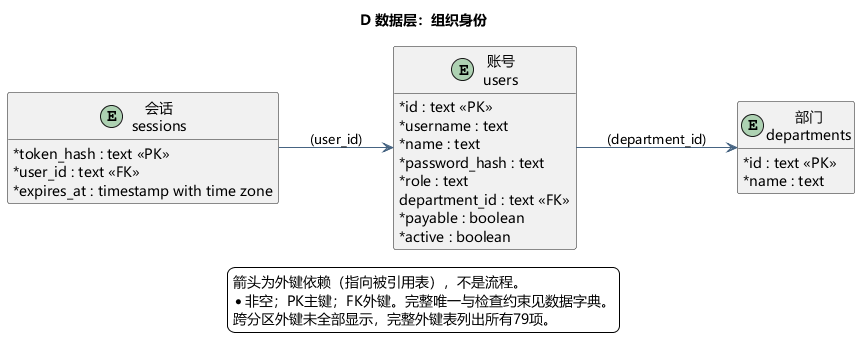 D 数据层：组织身份
E 会话
sessions
*token_hash : text «PK»
*user_id : text «FK»
*expires_at : timestamp with time zone
(user_id)
E 账号
users
*id : text «PK»
*username : text
*name : text
*password_hash : text
*role : text
department_id : text «FK»
*payable : boolean
*active : boolean
(department_id)
E 部门
departments
*id : text «PK»
*name : text
箭头为外键依赖（指向被引用表），不是流程。
• 非空；PK主键；FK外键。完整唯一与检查约束见数据字典。
跨分区外键未全部显示，完整外键表列出所有79项。